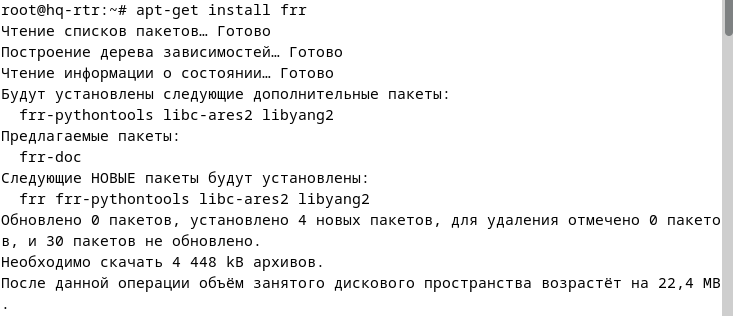 root@hq-rtr:~# apt-get install frr
Чтение списков пакетов… Готово
Построение дерева зависимостей… Готово
Чтение информации о состоянии… Готово
Будут установлены следующие дополнительные пакеты:
  frr-pythontools libc-ares2 libyang2
Предлагаемые пакеты:
  frr-doc
Следующие НОВЫЕ пакеты будут установлены:
  frr frr-pythontools libc-ares2 libyang2
Обновлено 0 пакетов, установлено 4 новых пакетов, для удаления отмечено 0 пакето
в, и 30 пакетов не обновлено.
Необходимо скачать 4 448 kB архивов.
После данной операции объём занятого дискового пространства возрастёт на 22,4 MB
.